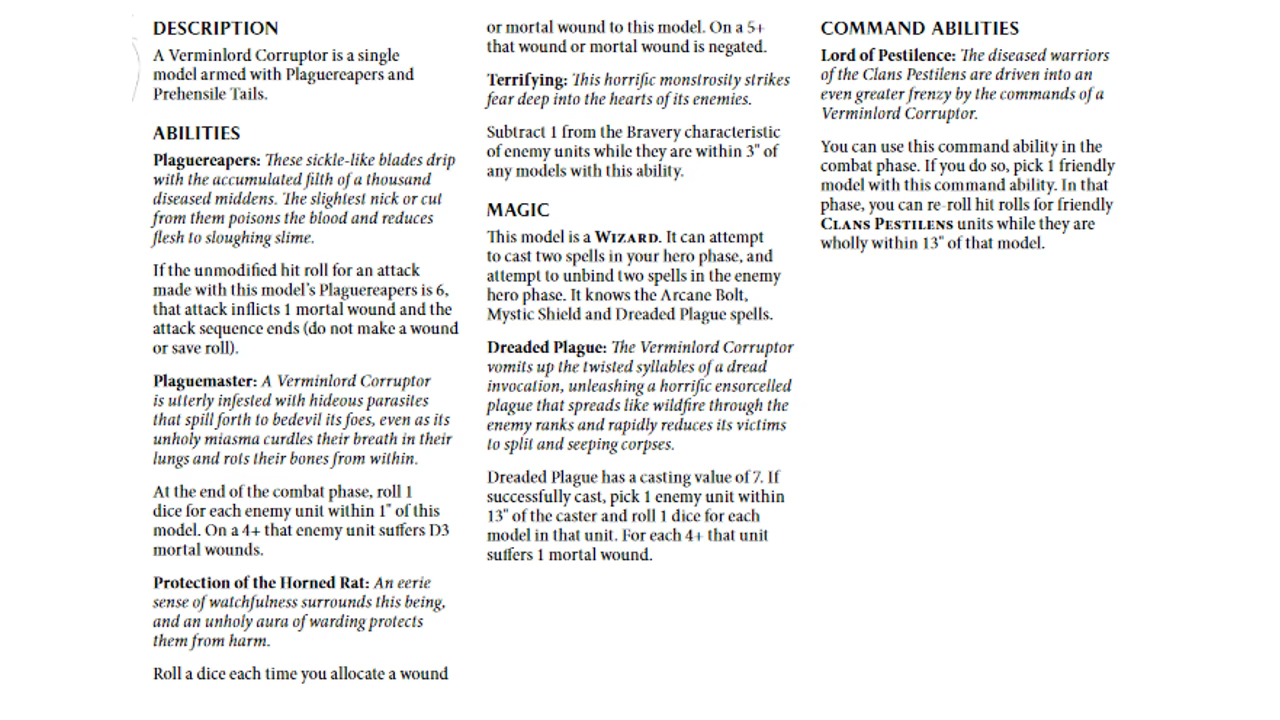 DESCRIPTION
A Verminlord Corruptor is a single
model armed with Plaguereapers and
Prehensile Tails.
ABILITIES
Plaguereapers: These sickle-like blades drip
with the accumulated filth of a thousand
diseased middens. The slightest nick or cut
from them poisons the blood and reduces
flesh to sloughing slime.
If the unmodified hit roll for an attack
made with this model's Plaguereapers is 6,
that attack inflicts 1 mortal wound and the
attack sequence ends (do not make a wound
or save roll).
Plaguemaster: A Verminlord Corruptor
is utterly infested with hideous parasites
that spill forth to bedevil its foes, even as its
unholy miasma curdles their breath in their
lungs and rots their bones from within.
At the end of the combat phase, roll 1
dice for each enemy unit within 1" of this
model. On a 4+ that enemy unit suffers D3
mortal wounds.
Protection of the Horned Rat: An eerie
sense of watchfulness surrounds this being,
and an unholy aura of warding protects
them from harm.
Roll a dice each time you allocate a wound
or mortal wound to this model. On a 5+
that wound or mortal wound is negated.
Terrifying: This horrific monstrosity strikes
fear deep into the hearts of its enemies.
Subtract 1 from the Bravery characteristic
of enemy units while they are within 3" of
any models with this ability.
MAGIC
This model is a WIZARD. It can attempt
to cast two spells in your hero phase, and
attempt to unbind two spells in the enemy
hero phase. It knows the Arcane Bolt,
Mystic Shield and Dreaded Plague spells.
Dreaded Plague: The Verminlord Corruptor
vomits up the twisted syllables of a dread
invocation, unleashing a horrific ensorcelled
plague that spreads like wildfire through the
enemy ranks and rapidly reduces its victims
to split and seeping corpses.
Dreaded Plague has a casting value of 7. If
successfully cast, pick 1 enemy unit within
13" of the caster and roll 1 dice for each
model in that unit. For each 4+ that unit
suffers 1 mortal wound.
COMMAND ABILITIES
Lord of Pestilence: The diseased warriors
of the Clans Pestilens are driven into an
even greater frenzy by the commands of a
Verminlord Corruptor.
You can use this command ability in the
combat phase. If you do so, pick 1 friendly
model with this command ability. In that
phase, you can re-roll hit rolls for friendly
CLANS PESTILENS units while they are
wholly within 13" of that model.